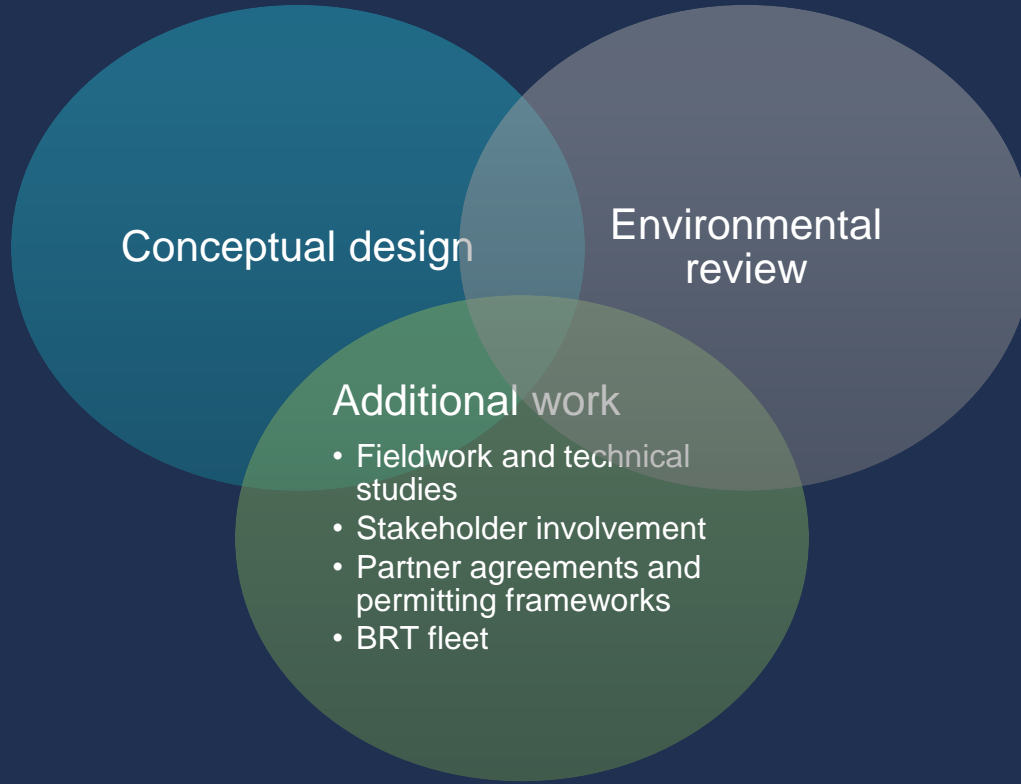 Conceptual design
Environmental
review
Additional work
• Fieldwork and technical
studies
• Stakeholder involvement
• Partner agreements and
permitting frameworks
• BRT fleet